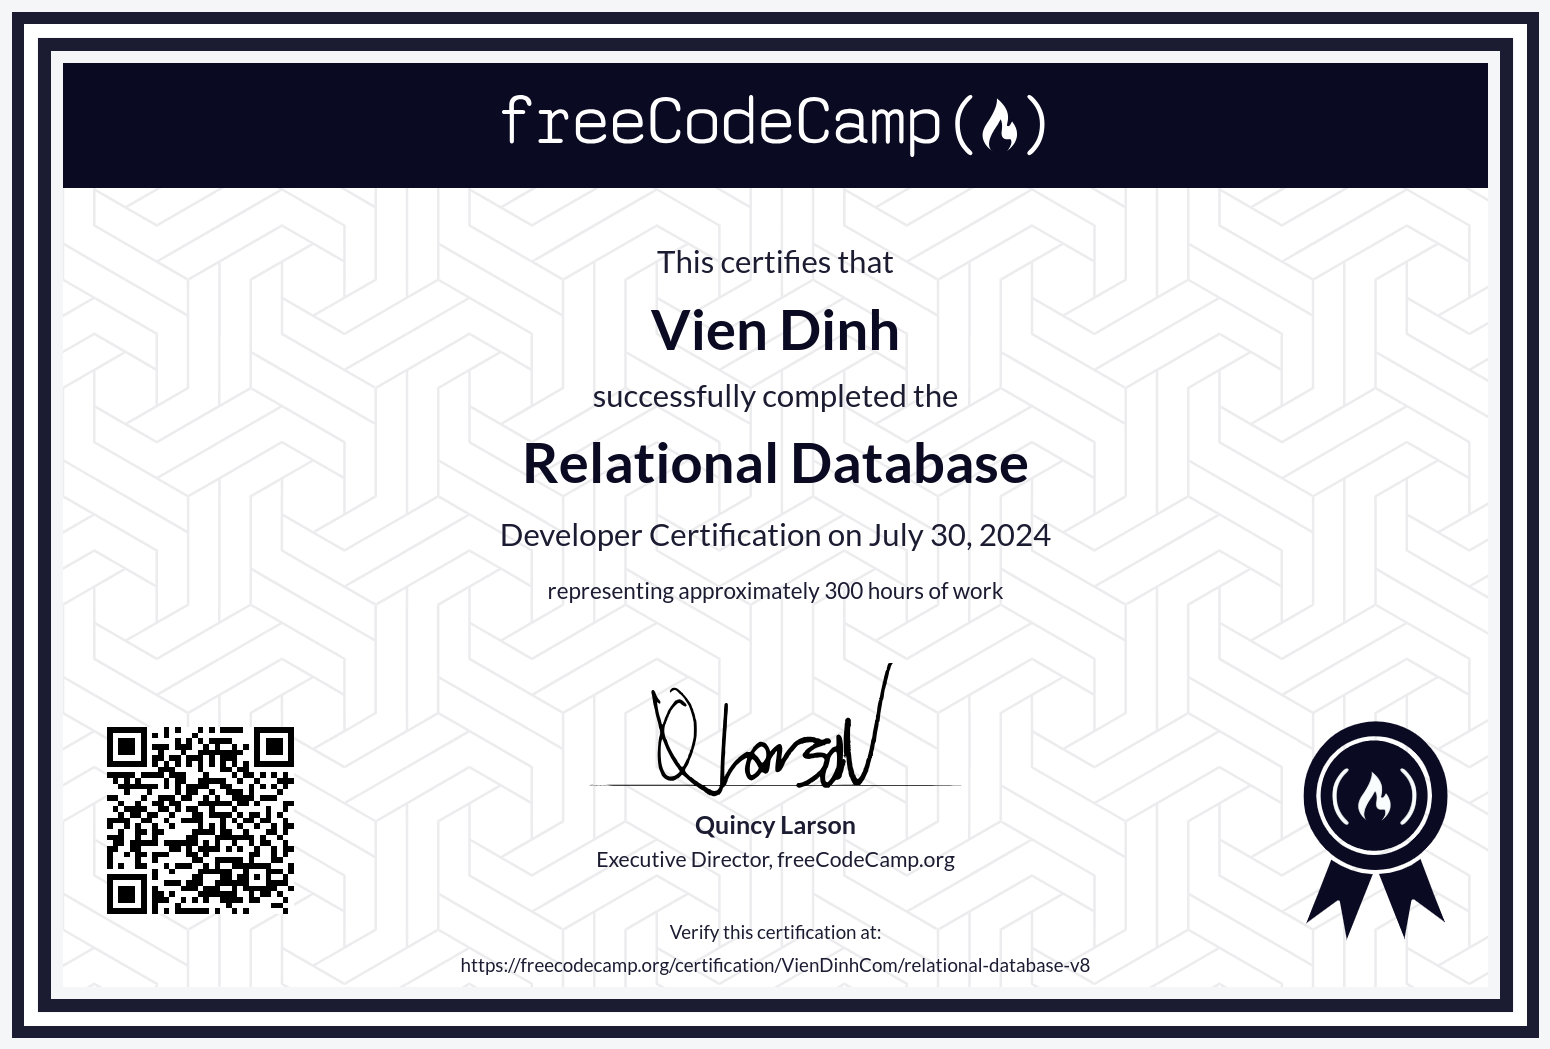 freeCodeCamp
This certifies that
Vien Dinh
successfully completed the
Relational Database
Developer Certification on July 30, 2024
representing approximately 300 hours of work
Quincy Larson
Executive Director, freeCodeCamp.org
Verify this certification at:
https://freecodecamp.org/certification/VienDinhCom/relational-database-v8